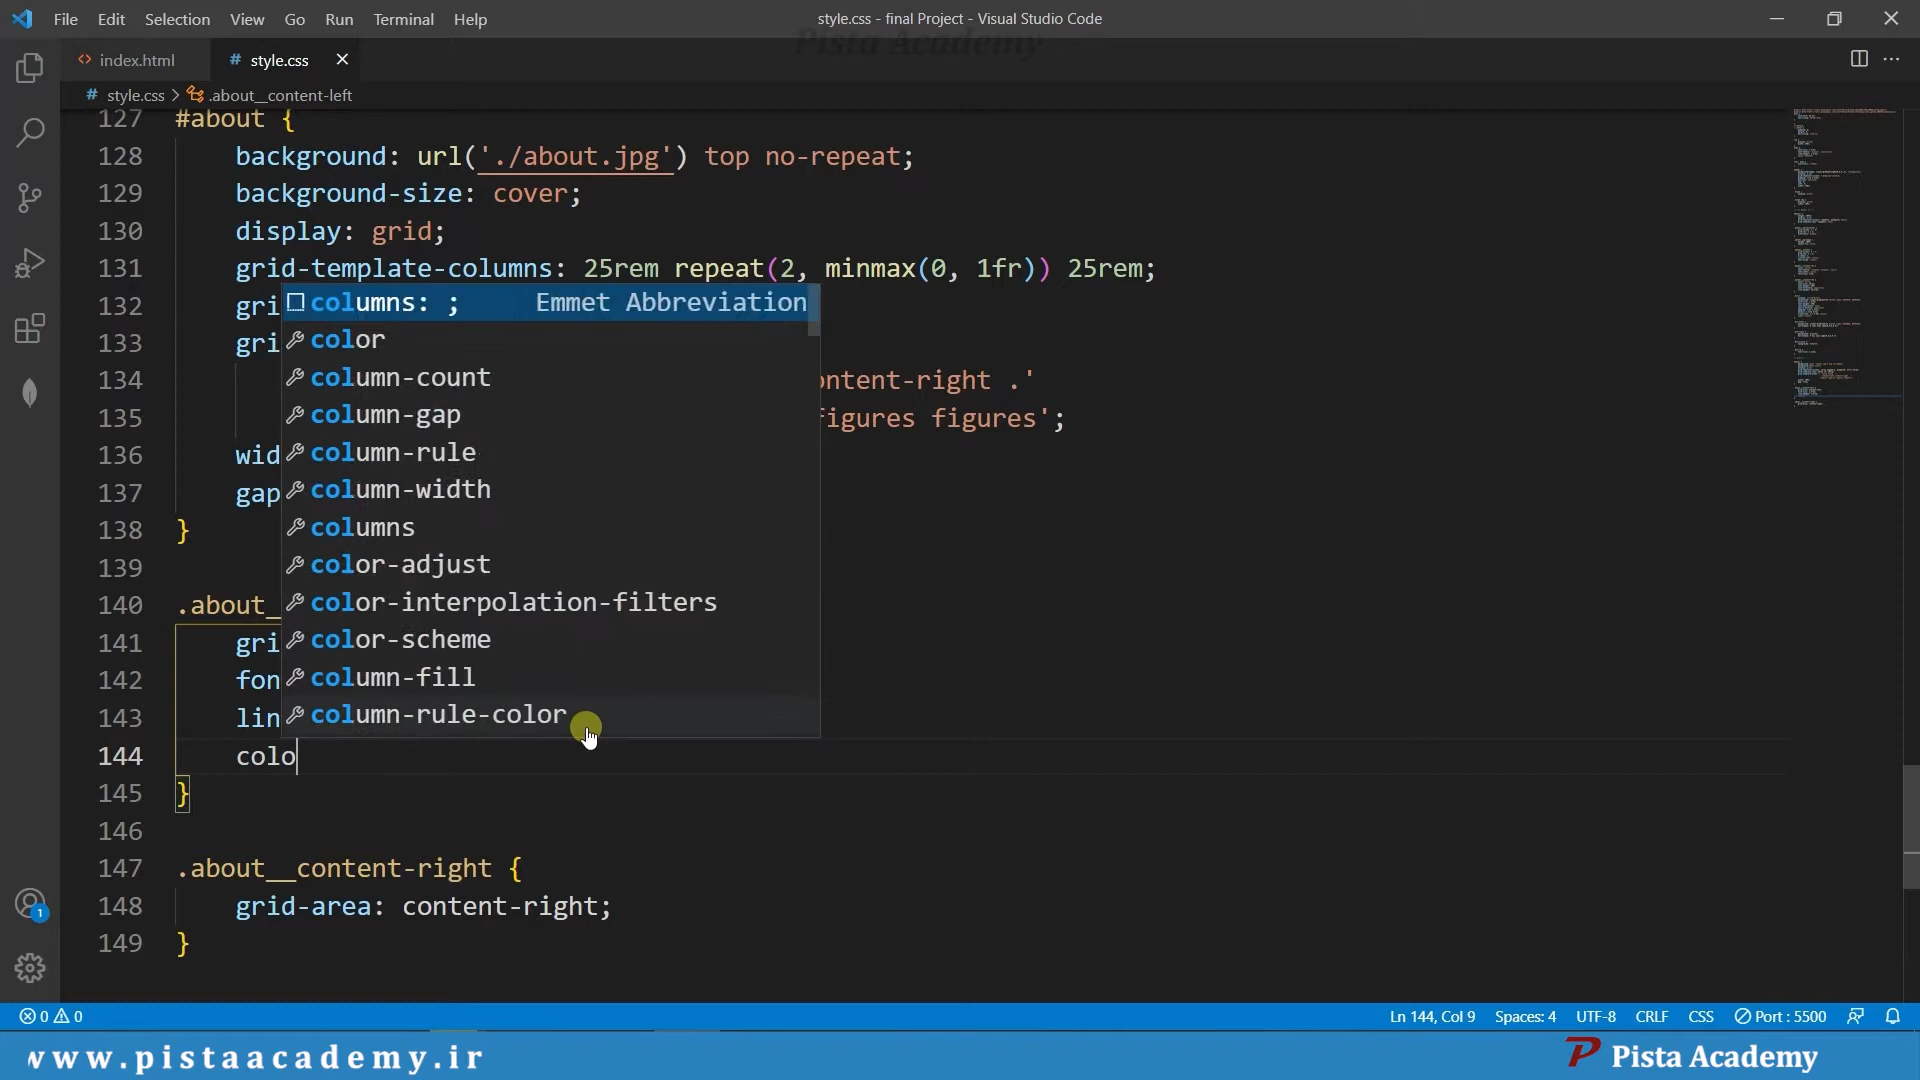 File Edit Selection View Go Run Terminal Help
style.css - final Project - Visual Studio Code
Pista Academy
<> index.html
# style.css
# style.css > .about__content-left
127 #about {
128 background: url('./about.jpg') top no-repeat;
129 background-size: cover;
130 display: grid;
131 grid-template-columns: 25rem repeat(2, minmax(0, 1fr)) 25rem;
132 gri
columns: ; Emmet Abbreviation
133 gri
color
134 ontent-right .'
column-count
135 figures figures';
column-gap
136 wid
column-rule
137 gap
column-width
138 }
columns
139
color-adjust
140 .about_
color-interpolation-filters
141 gri
color-scheme
142 fon
column-fill
143 lin
column-rule-color
144 colo
145 }
146
147 .about__content-right {
148 grid-area: content-right;
149 }
1
0 0
Ln 144, Col 9 Spaces: 4 UTF-8 CRLF CSS Port : 5500
www.pistaacademy.ir
Pista Academy